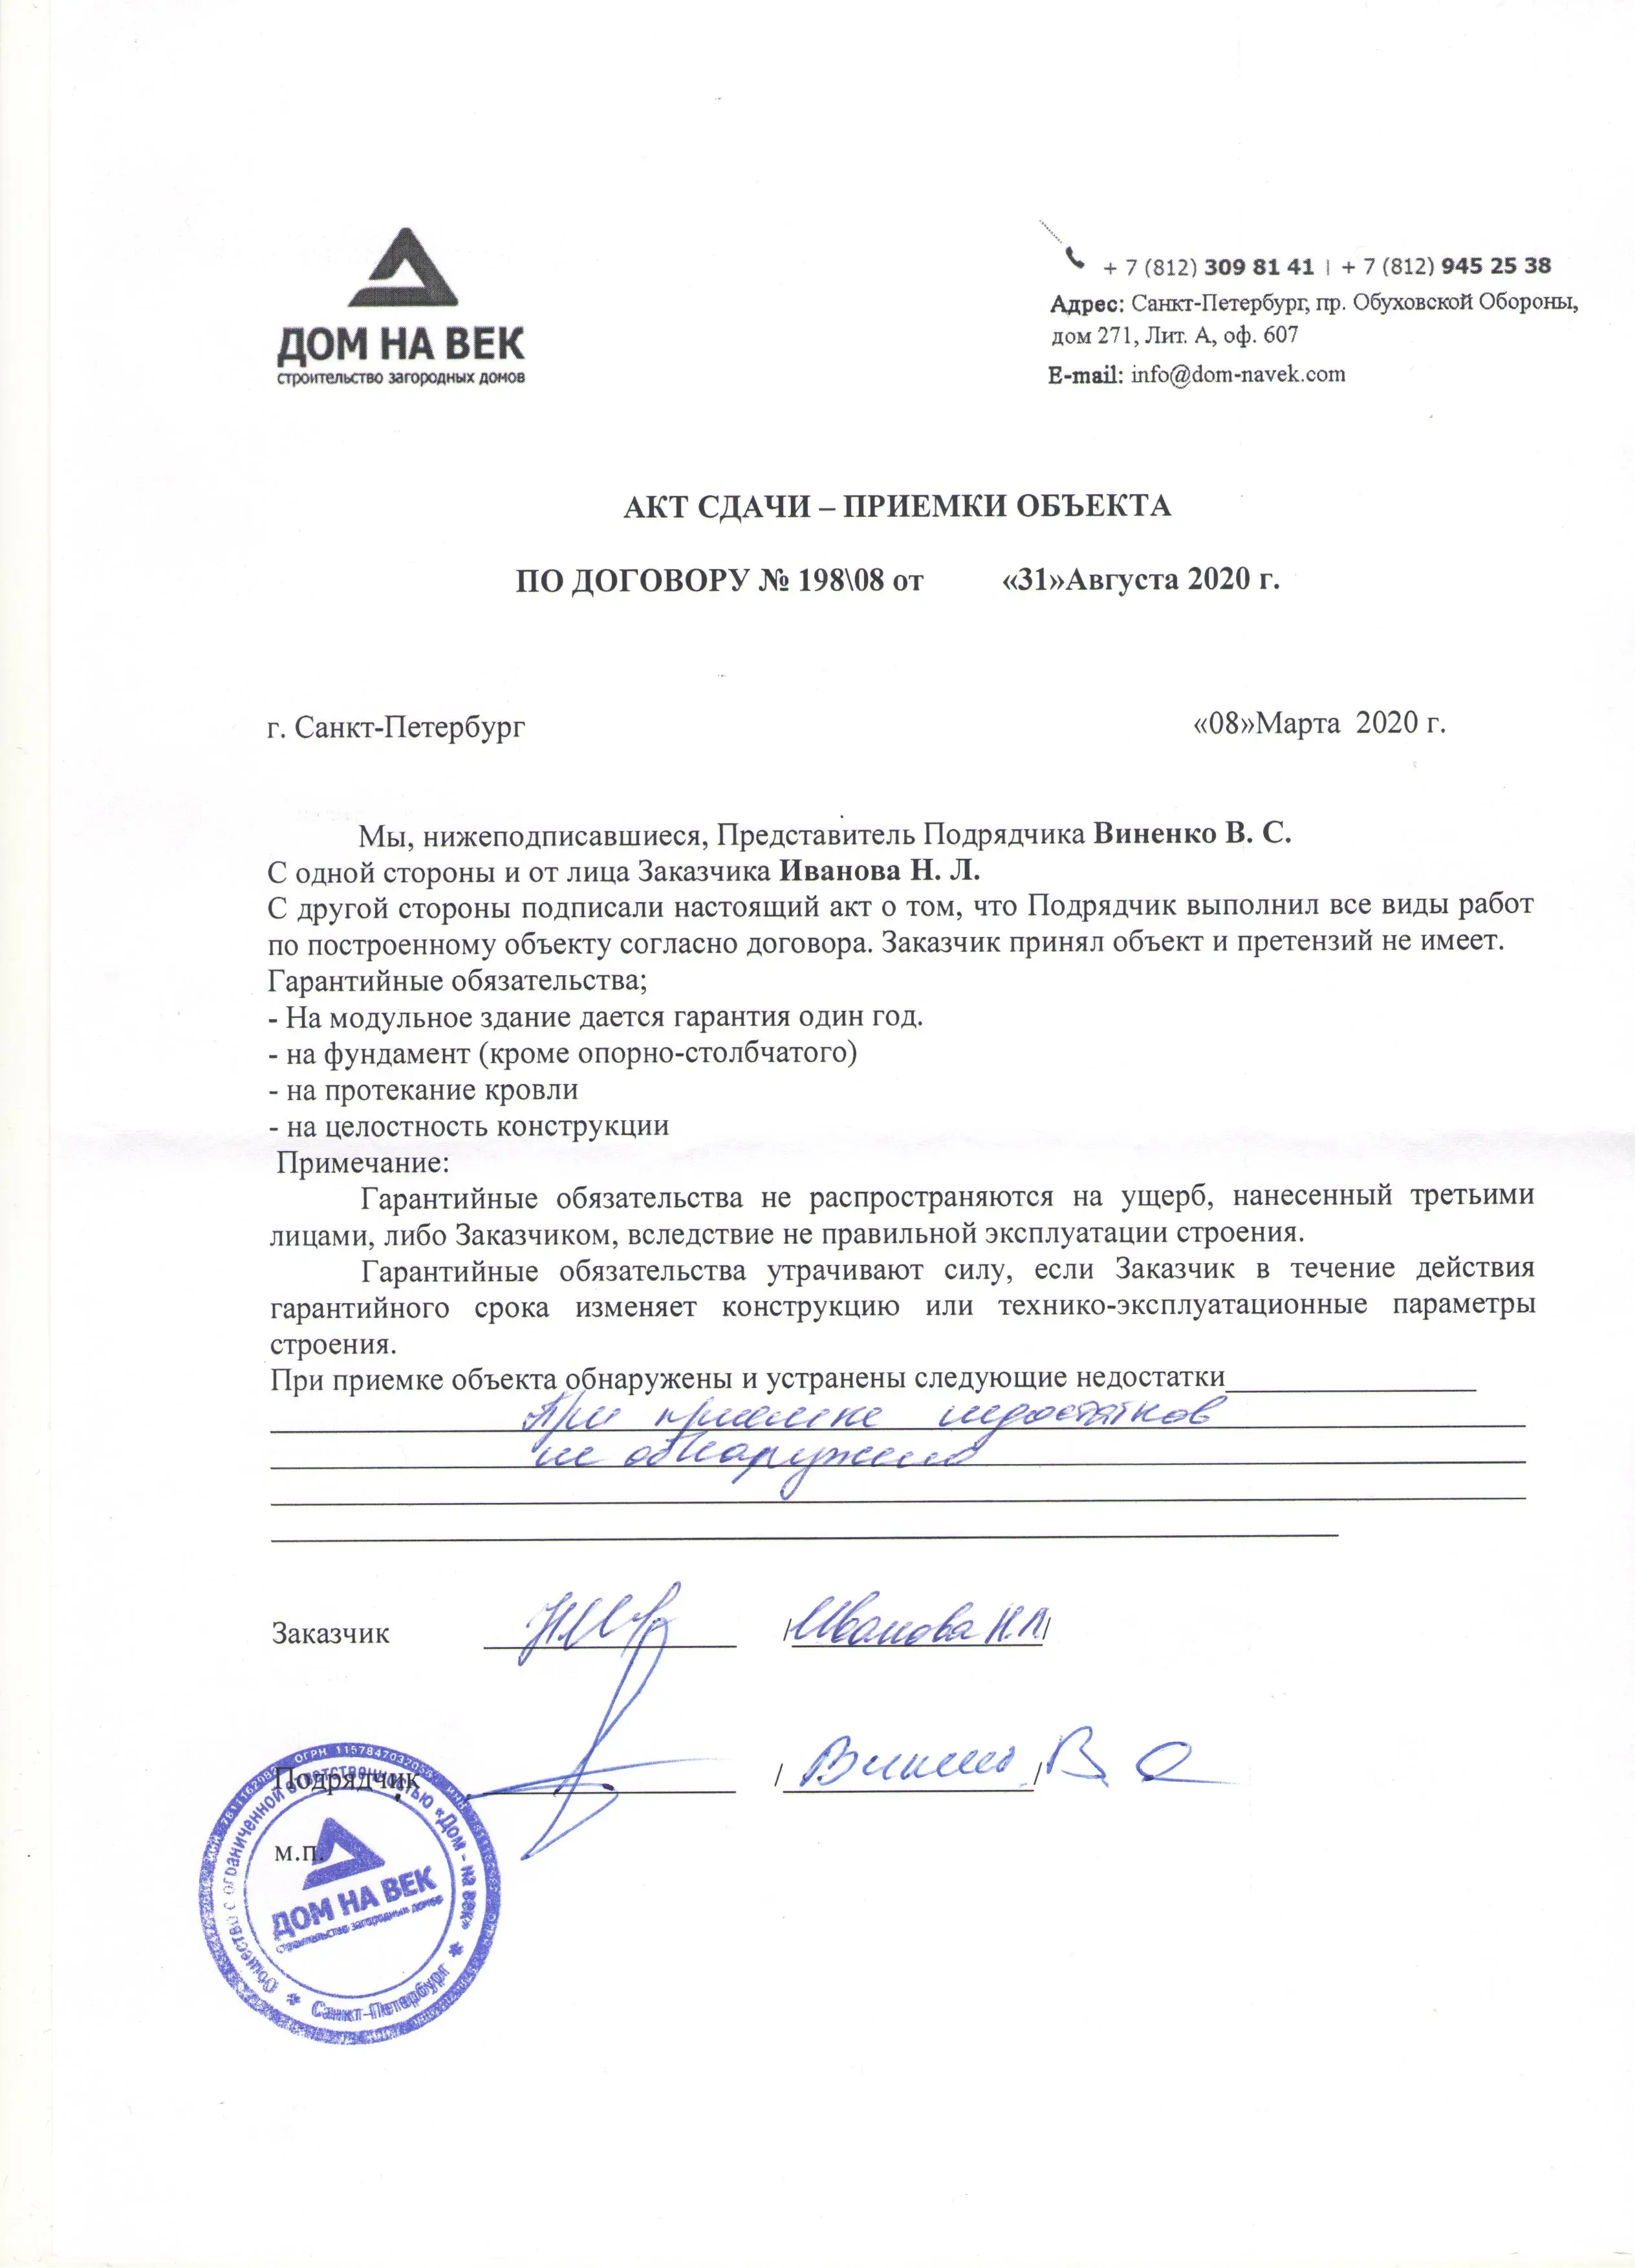 ДОМ НА ВЕК
строительство загородных домов
+ 7 (812) 309 81 41 | + 7 (812) 945 25 38
Адрес: Санкт-Петербург, пр. Обуховской Обороны,
дом 271, Лит. А, оф. 607
E-mail: info@dom-navek.com
АКТ СДАЧИ – ПРИЕМКИ ОБЪЕКТА
ПО ДОГОВОРУ № 198\08 от «31»Августа 2020 г.
г. Санкт-Петербург «08»Марта 2020 г.
Мы, нижеподписавшиеся, Представитель Подрядчика Виненко В. С.
С одной стороны и от лица Заказчика Иванова Н. Л.
С другой стороны подписали настоящий акт о том, что Подрядчик выполнил все виды работ
по построенному объекту согласно договора. Заказчик принял объект и претензий не имеет.
Гарантийные обязательства;
- На модульное здание дается гарантия один год.
- на фундамент (кроме опорно-столбчатого)
- на протекание кровли
- на целостность конструкции
Примечание:
Гарантийные обязательства не распространяются на ущерб, нанесенный третьими
лицами, либо Заказчиком, вследствие не правильной эксплуатации строения.
Гарантийные обязательства утрачивают силу, если Заказчик в течение действия
гарантийного срока изменяет конструкцию или технико-эксплуатационные параметры
строения.
При приемке объекта обнаружены и устранены следующие недостатки
При приемке недостатков
не обнаружено
Заказчик /Иванова Н.Л/
Подрядчик / Виненко / В С
м.п.
Общество с ограниченной ответственностью «Дом - на век»
ДОМ НА ВЕК
строительство загородных домов
* Санкт-Петербург *